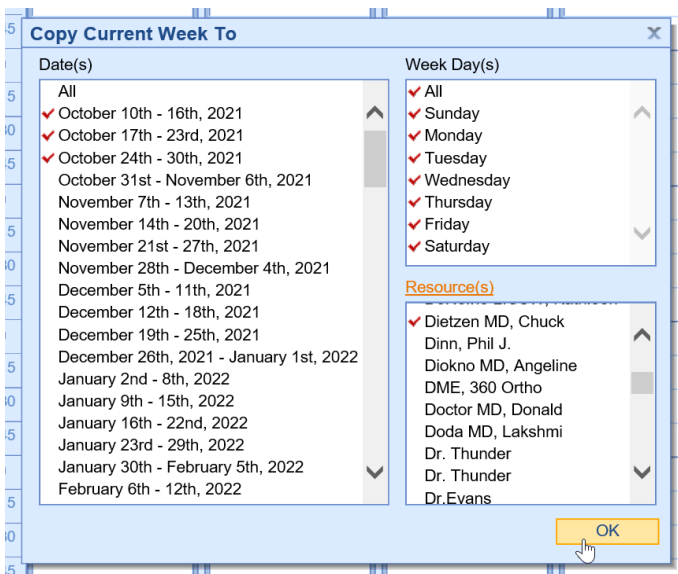 Copy Current Week To
Date(s)
All
October 10th - 16th, 2021
October 17th - 23rd, 2021
October 24th - 30th, 2021
October 31st - November 6th, 2021
November 7th - 13th, 2021
November 14th - 20th, 2021
November 21st - 27th, 2021
November 28th - December 4th, 2021
December 5th - 11th, 2021
December 12th - 18th, 2021
December 19th - 25th, 2021
December 26th, 2021 - January 1st, 2022
January 2nd - 8th, 2022
January 9th - 15th, 2022
January 16th - 22nd, 2022
January 23rd - 29th, 2022
January 30th - February 5th, 2022
February 6th - 12th, 2022
Week Day(s)
All
Sunday
Monday
Tuesday
Wednesday
Thursday
Friday
Saturday
Resource(s)
Dietzen MD, Chuck
Dinn, Phil J.
Diokno MD, Angeline
DME, 360 Ortho
Doctor MD, Donald
Doda MD, Lakshmi
Dr. Thunder
Dr. Thunder
Dr.Evans
OK